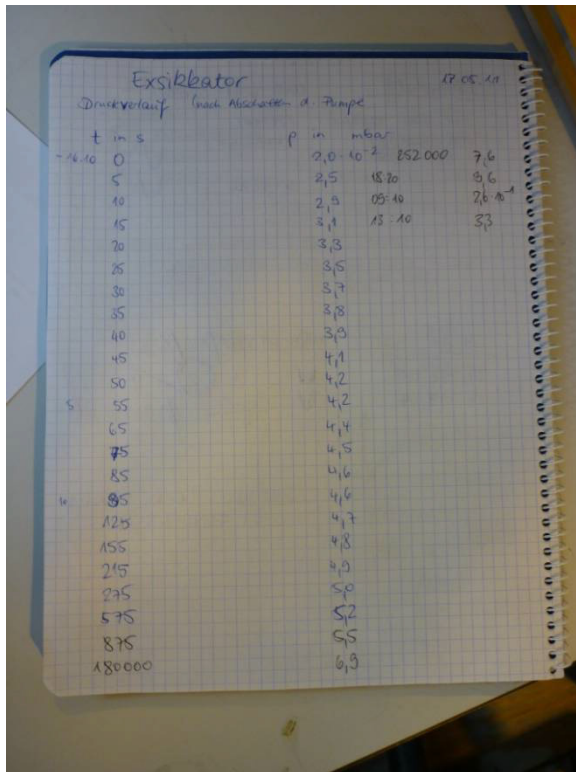 Exsikkator 17.05.11
Druckverlauf (nach Abschalten d. Pumpe
t in s p in mbar
~16.10 0 2,0·10⁻² 252.000 7,6
5 2,5 18:20 9,6
10 2,9 09:10 2,6·10⁻¹
15 3,1 13:10 3,3
20 3,3
25 3,5
30 3,7
35 3,8
40 3,9
45 4,1
50 4,2
5 55 4,2
65 4,4
75 4,5
85 4,6
10 95 4,6
125 4,7
155 4,8
215 4,9
275 5,0
575 5,2
875 5,5
180000 6,9